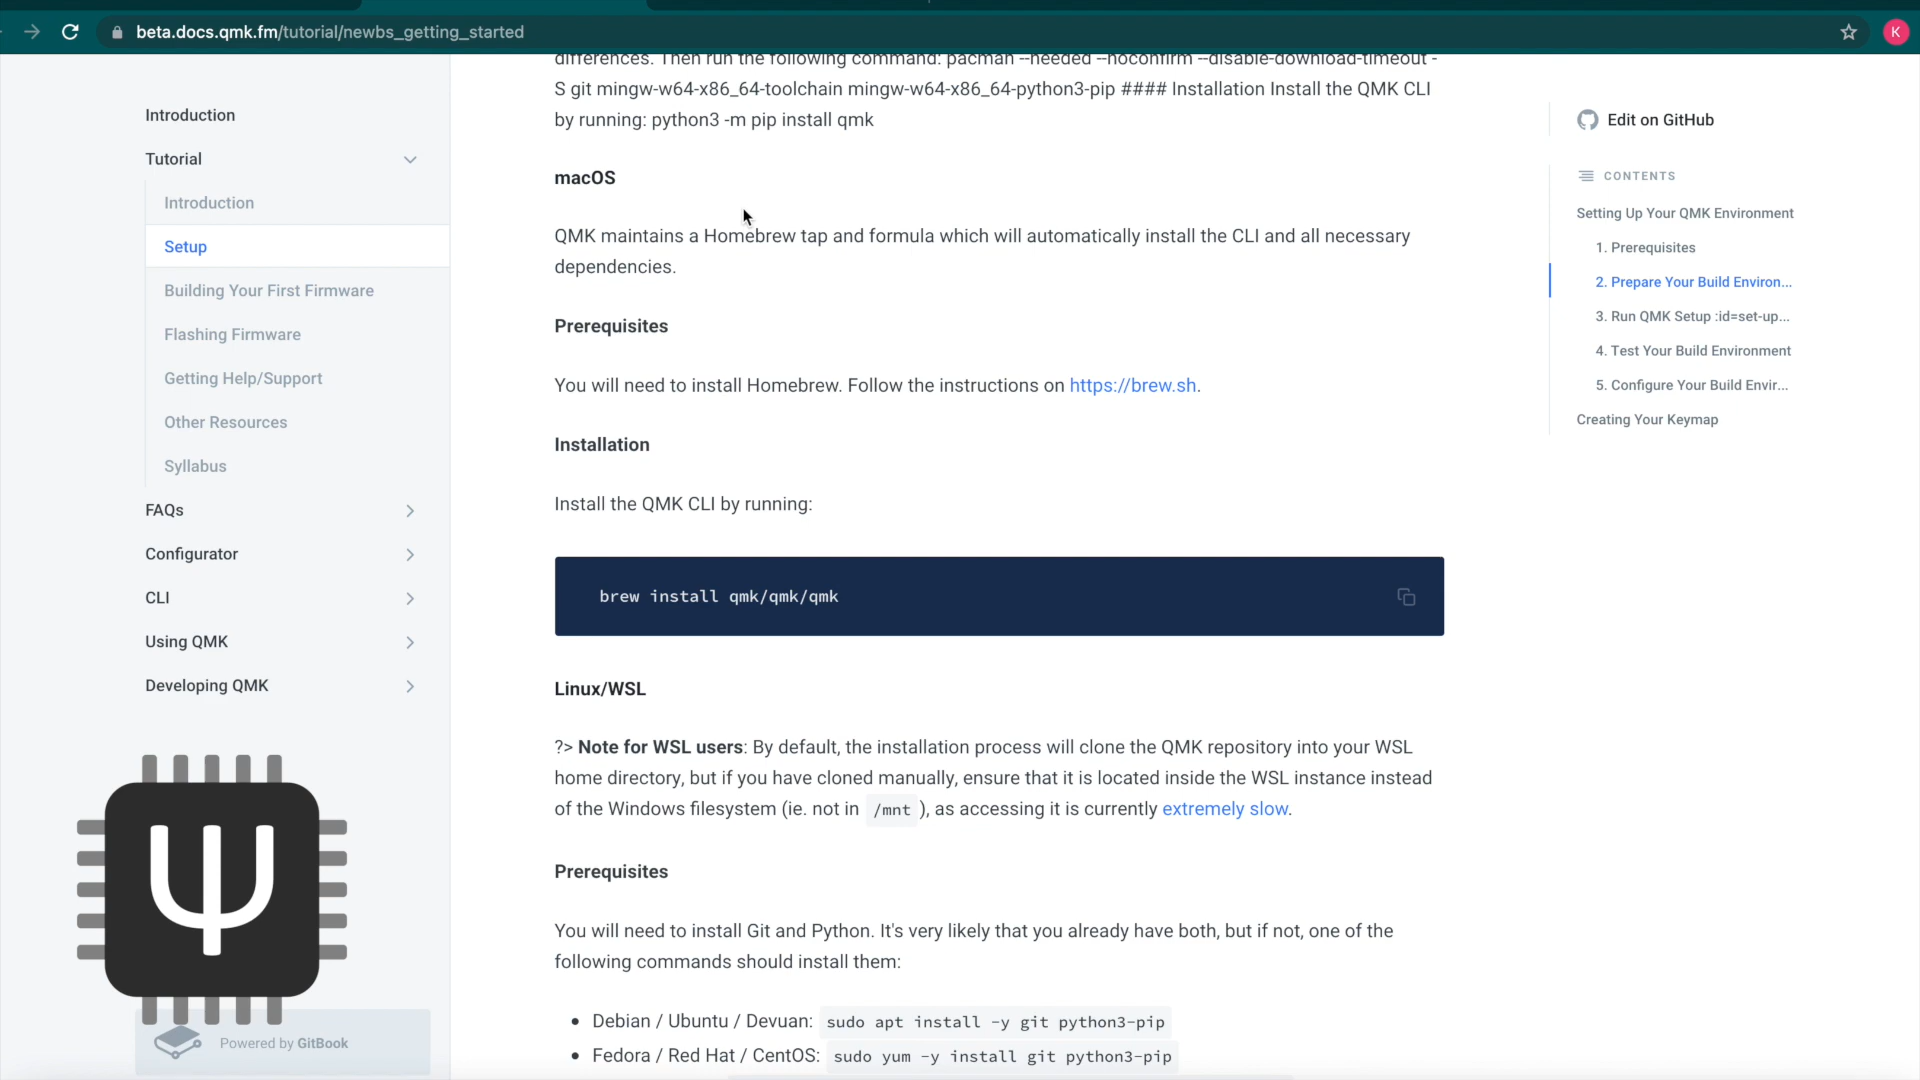 beta.docs.qmk.fm/tutorial/newbs_getting_started
K
Introduction
Tutorial
Introduction
Setup
Building Your First Firmware
Flashing Firmware
Getting Help/Support
Other Resources
Syllabus
FAQs
Configurator
CLI
Using QMK
Developing QMK
Powered by GitBook
differences. Then run the following command: pacman --needed --noconfirm --disable-download-timeout -
S git mingw-w64-x86_64-toolchain mingw-w64-x86_64-python3-pip #### Installation Install the QMK CLI
by running: python3 -m pip install qmk
macOS
QMK maintains a Homebrew tap and formula which will automatically install the CLI and all necessary
dependencies.
Prerequisites
You will need to install Homebrew. Follow the instructions on https://brew.sh.
Installation
Install the QMK CLI by running:
brew install qmk/qmk/qmk
Linux/WSL
?> Note for WSL users: By default, the installation process will clone the QMK repository into your WSL
home directory, but if you have cloned manually, ensure that it is located inside the WSL instance instead
of the Windows filesystem (ie. not in /mnt ), as accessing it is currently extremely slow.
Prerequisites
You will need to install Git and Python. It's very likely that you already have both, but if not, one of the
following commands should install them:
• Debian / Ubuntu / Devuan: sudo apt install -y git python3-pip
• Fedora / Red Hat / CentOS: sudo yum -y install git python3-pip
Edit on GitHub
CONTENTS
Setting Up Your QMK Environment
1. Prerequisites
2. Prepare Your Build Environ...
3. Run QMK Setup :id=set-up...
4. Test Your Build Environment
5. Configure Your Build Envir...
Creating Your Keymap